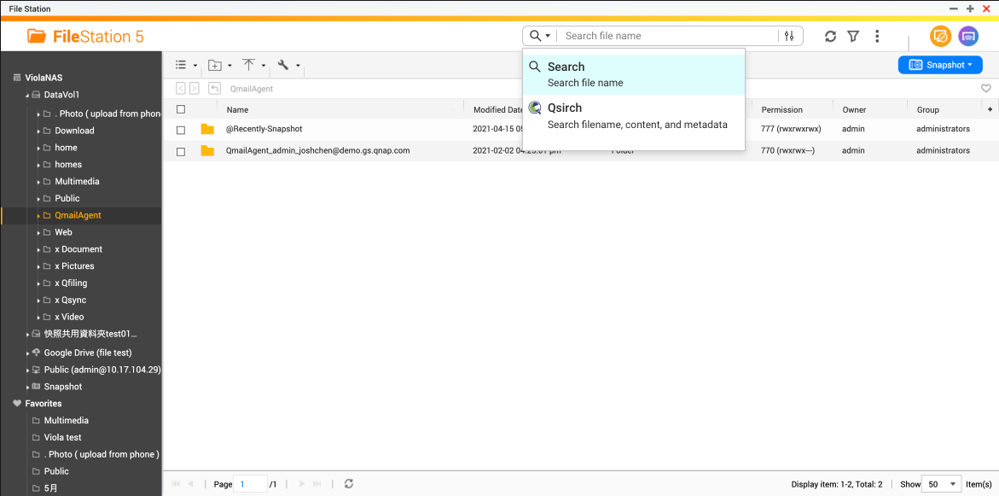 File Station
FileStation 5
Search file name
Snapshot
Search
Search file name
Qsirch
Search filename, content, and metadata
ViolaNAS
DataVol1
. Photo ( upload from phon
Download
home
homes
Multimedia
Public
QmailAgent
Web
x Document
x Pictures
x Qfiling
x Qsync
x Video
快照共用資料夾test01...
Google Drive (file test)
Public (admin@10.17.104.29)
Snapshot
Favorites
Multimedia
Viola test
. Photo ( upload from phone )
Public
5月
QmailAgent
Name Modified Date Permission Owner Group
@Recently-Snapshot 2021-04-15 05 777 (rwxrwxrwx) admin administrators
QmailAgent_admin_joshchen@demo.gs.qnap.com 2021-02-02 04:25:01 pm Folder 770 (rwxrwx---) admin administrators
Page 1 /1 Display item: 1-2, Total: 2 Show 50 Item(s)